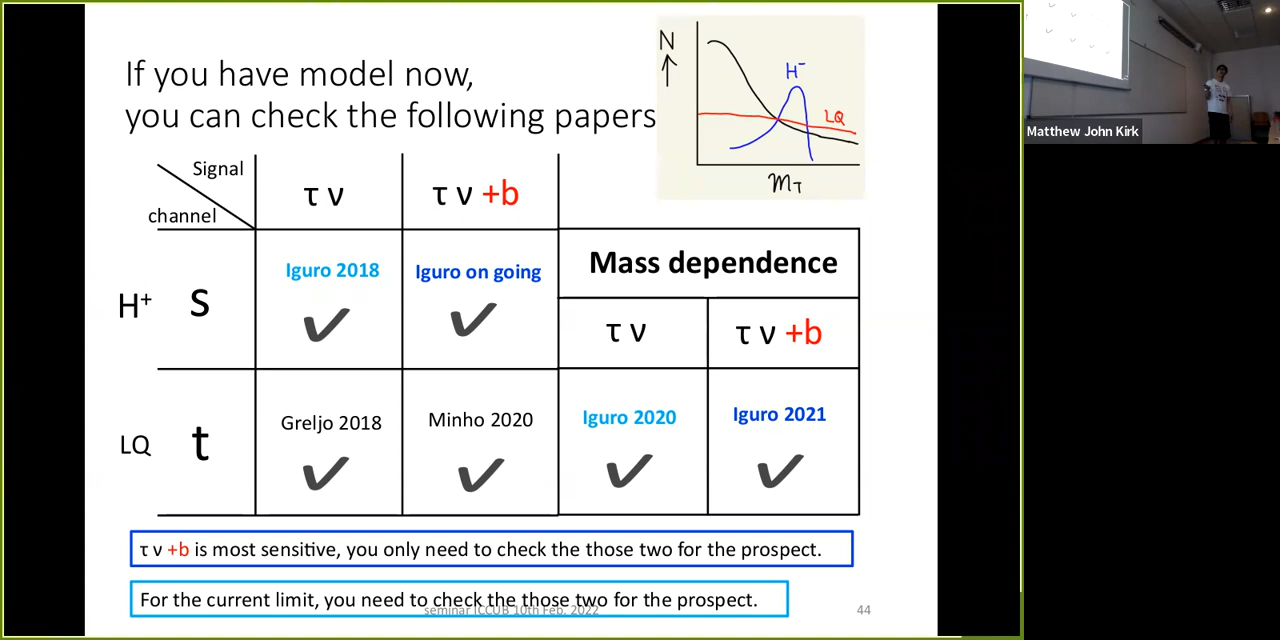 If you have model now,
you can check the following papers
N
H⁻
LQ
mT
Signal
channel
τ ν
τ ν +b
H⁺
s
Iguro 2018
Iguro on going
Mass dependence
τ ν
τ ν +b
LQ
t
Greljo 2018
Minho 2020
Iguro 2020
Iguro 2021
τ ν +b is most sensitive, you only need to check the those two for the prospect.
For the current limit, you need to check the those two for the prospect.
seminar ICCUB 10th Feb. 2022
44
Matthew John Kirk